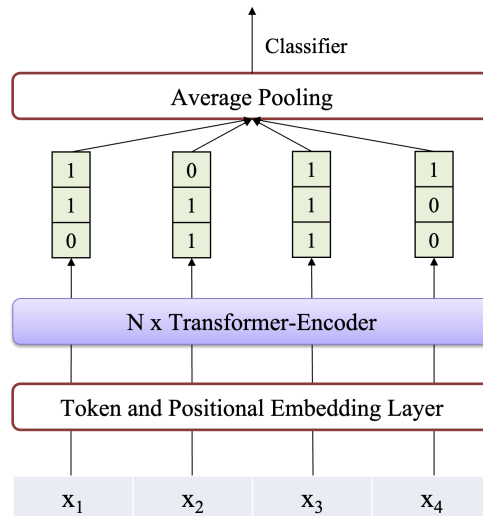 Classifier
Average Pooling
1 0 1 1
1 1 1 0
0 1 1 0
N x Transformer-Encoder
Token and Positional Embedding Layer
x₁ x₂ x₃ x₄